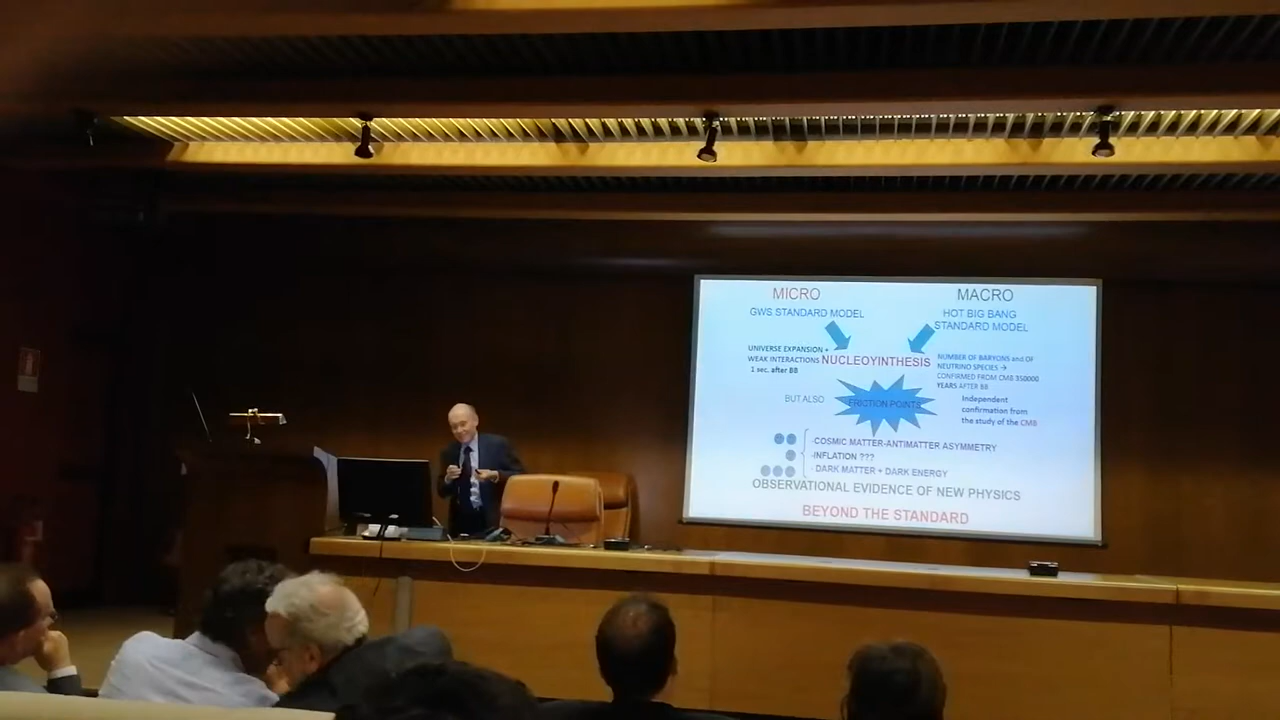 MICRO
MACRO
GWS STANDARD MODEL
HOT BIG BANG
STANDARD MODEL
UNIVERSE EXPANSION +
WEAK INTERACTIONS
1 sec. after BB
NUCLEOYINTHESIS
NUMBER OF BARYONS and OF
NEUTRINO SPECIES →
CONFIRMED FROM CMB 350000
YEARS AFTER BB
BUT ALSO
FRICTION POINTS
Independent
confirmation from
the study of the CMB
-COSMIC MATTER-ANTIMATTER ASYMMETRY
-INFLATION ???
- DARK MATTER + DARK ENERGY
OBSERVATIONAL EVIDENCE OF NEW PHYSICS
BEYOND THE STANDARD